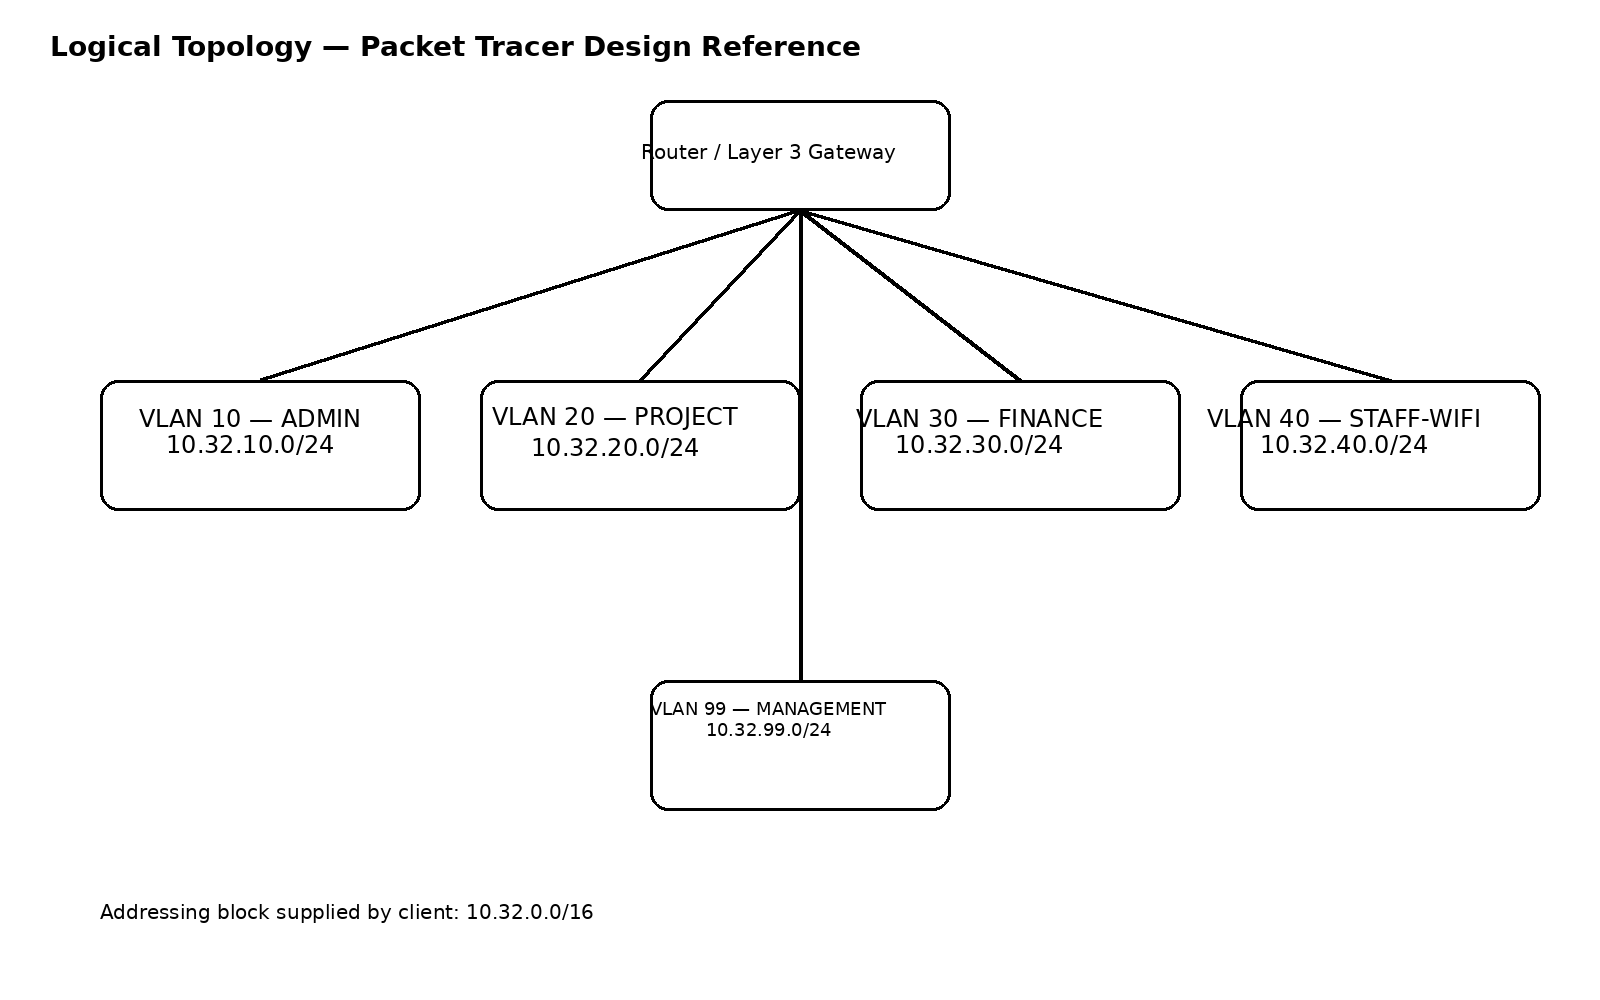 Logical Topology — Packet Tracer Design Reference
Router / Layer 3 Gateway
VLAN 10 — ADMIN
10.32.10.0/24
VLAN 20 — PROJECT
10.32.20.0/24
VLAN 30 — FINANCE
10.32.30.0/24
VLAN 40 — STAFF-WIFI
10.32.40.0/24
VLAN 99 — MANAGEMENT
10.32.99.0/24
Addressing block supplied by client: 10.32.0.0/16